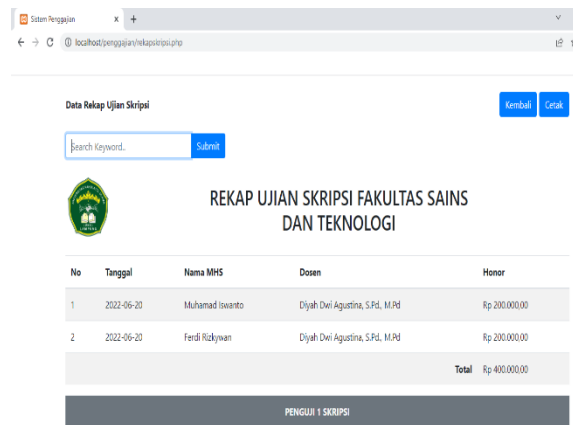 Sistem Penggajian
localhost/penggajian/rekapskripsi.php
Data Rekap Ujian Skripsi
Kembali
Cetak
Search Keyword..
Submit
REKAP UJIAN SKRIPSI FAKULTAS SAINS
DAN TEKNOLOGI
No Tanggal Nama MHS Dosen Honor
1 2022-06-20 Muhamad Iswanto Diyah Dwi Agustina, S.Pd., M.Pd Rp 200.000,00
2 2022-06-20 Ferdi Rizkywan Diyah Dwi Agustina, S.Pd., M.Pd Rp 200.000,00
Total Rp 400.000,00
PENGUJI 1 SKRIPSI